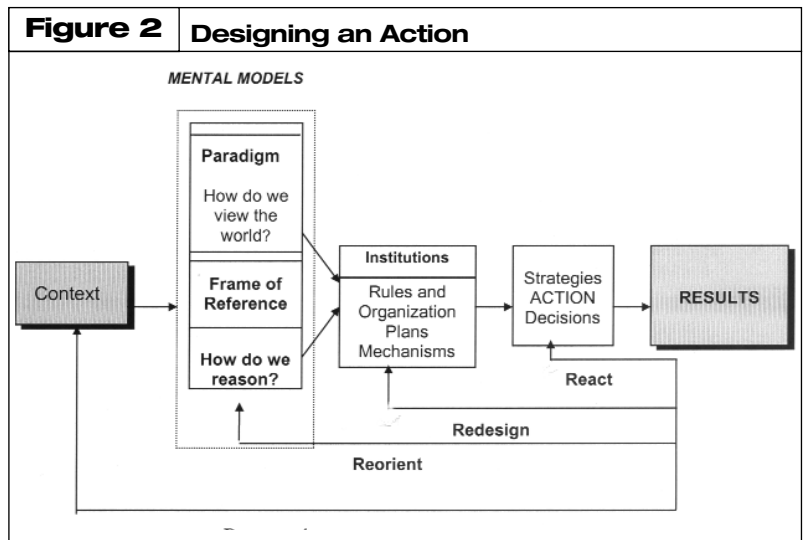 Figure 2
Designing an Action
MENTAL MODELS
Paradigm
How do we
view the
world?
Frame of
Reference
How do we
reason?
Context
Institutions
Rules and
Organization
Plans
Mechanisms
Strategies
ACTION
Decisions
RESULTS
React
Redesign
Reorient